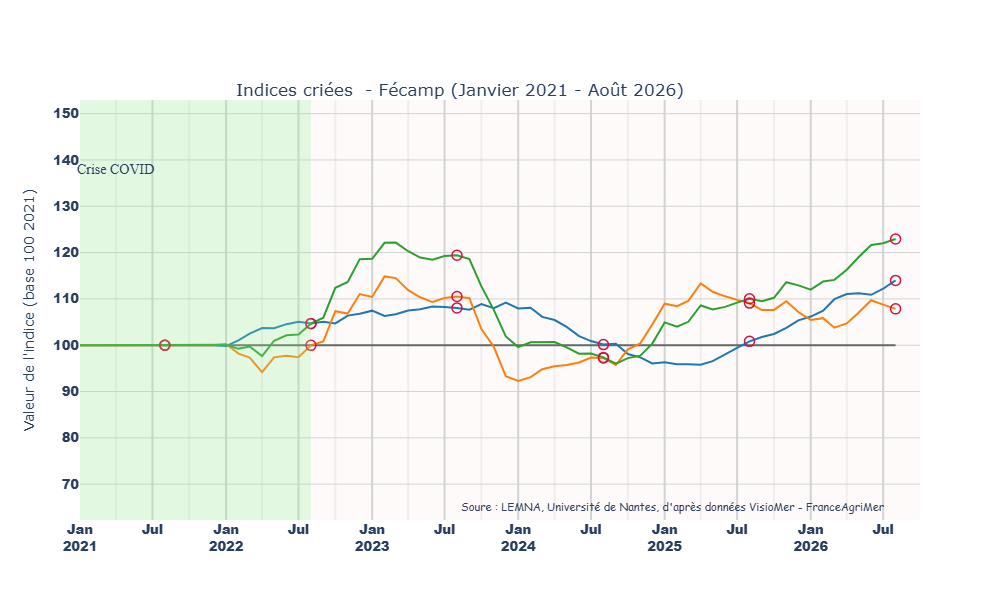 Indices criées  - Fécamp (Janvier 2021 - Août 2026)
Valeur de l'Indice (base 100 2021)
150
140
130
120
110
100
90
80
70
Crise COVID
Soure : LEMNA, Université de Nantes, d'après données VisioMer - FranceAgriMer
Jan Jul Jan Jul Jan Jul Jan Jul Jan Jul Jan Jul
2021 2022 2023 2024 2025 2026